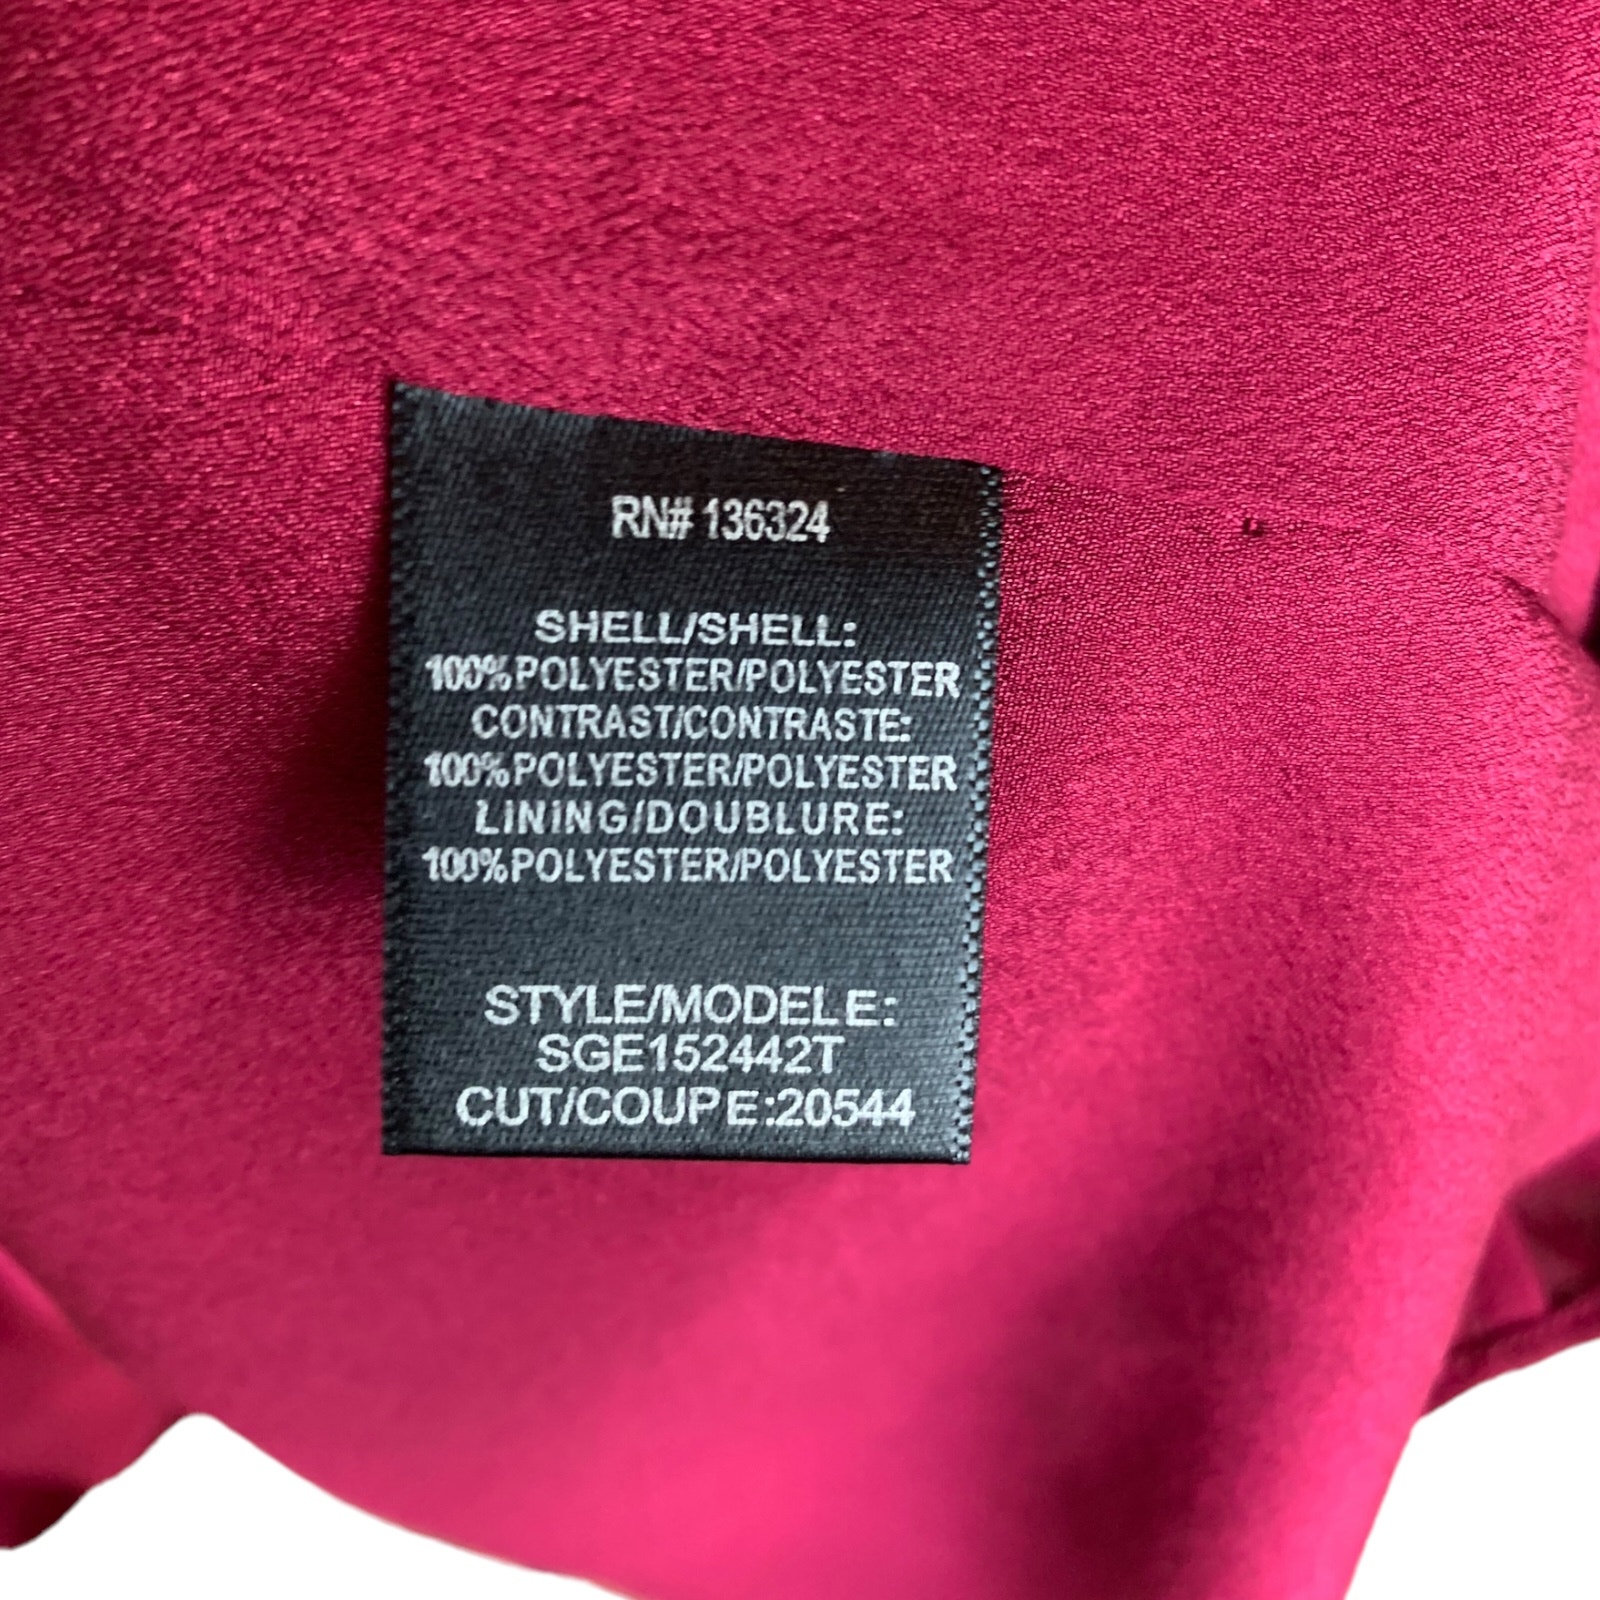 RN# 136324
SHELL/SHELL:
100%POLYESTER/POLYESTER
CONTRAST/CONTRASTE:
100%POLYESTER/POLYESTER
LINING/DOUBLURE:
100%POLYESTER/POLYESTER
STYLE/MODELE:
SGE152442T
CUT/COUPE:20544